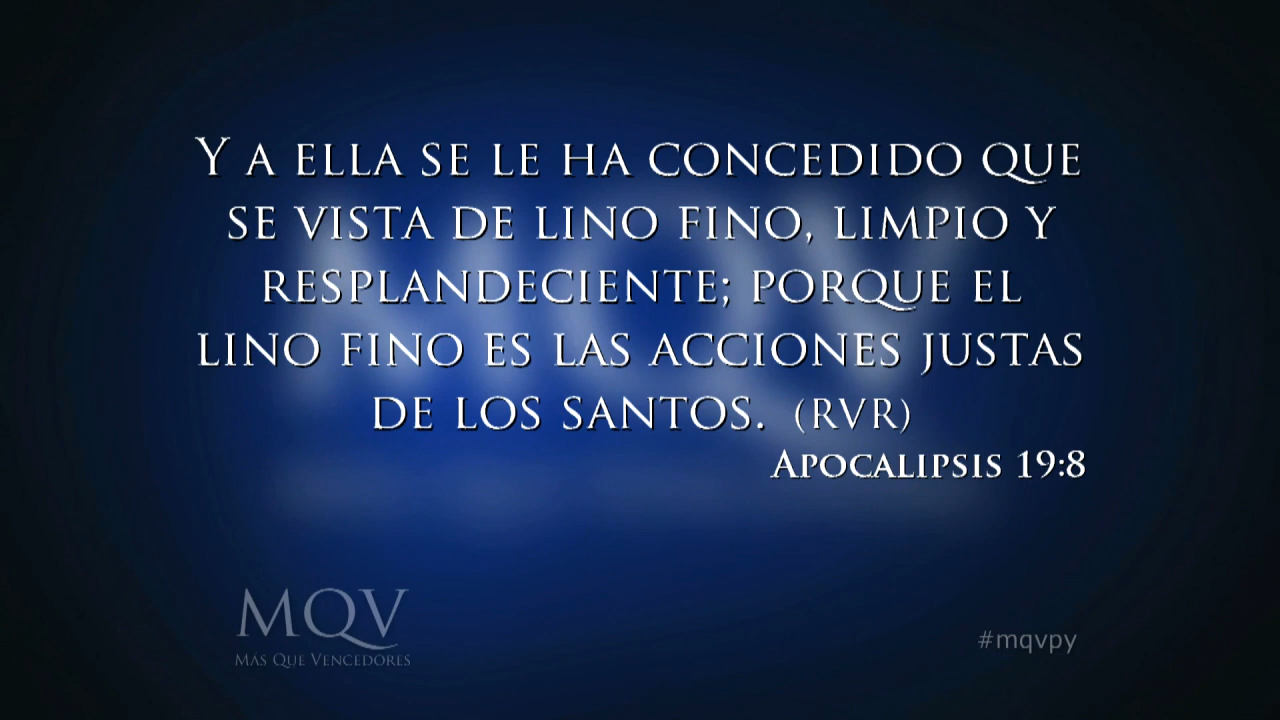 Y A ELLA SE LE HA CONCEDIDO QUE
SE VISTA DE LINO FINO, LIMPIO Y
RESPLANDECIENTE; PORQUE EL
LINO FINO ES LAS ACCIONES JUSTAS
DE LOS SANTOS. (RVR)
APOCALIPSIS 19:8
MQV
MÁS QUE VENCEDORES
#mqvpy